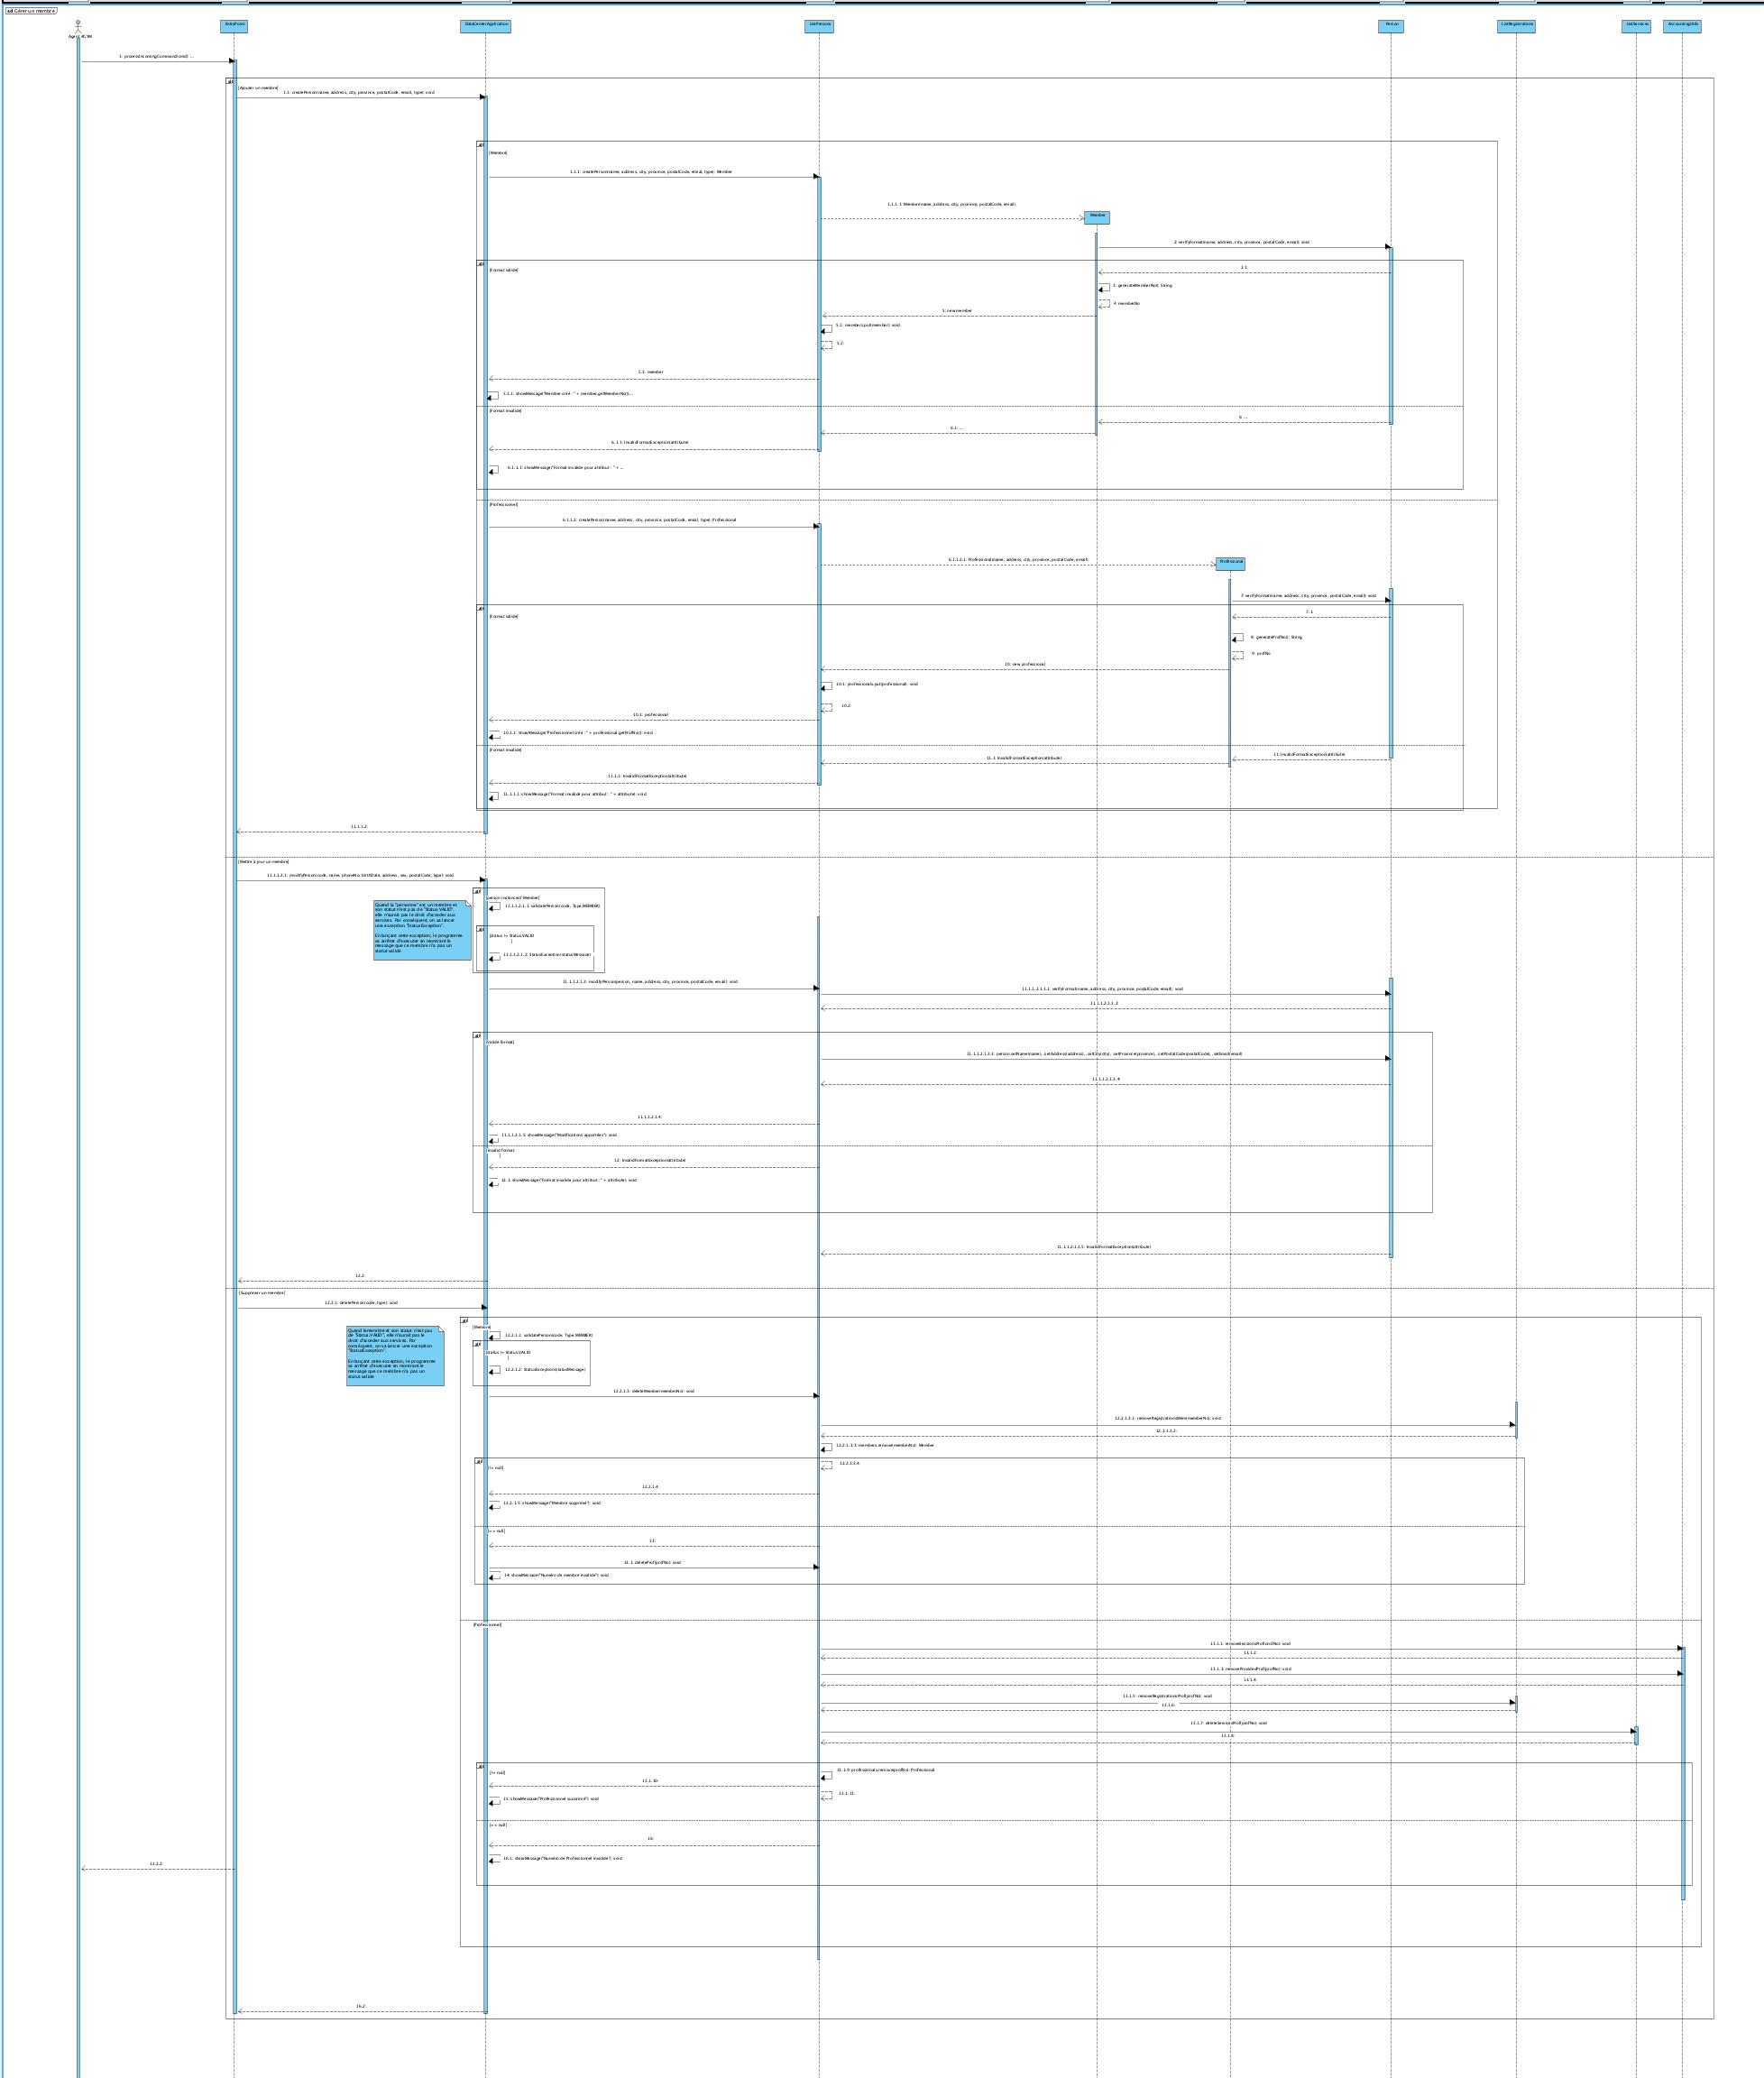 sd Gérer un membre
Agent #GYM
EntryPoint
DataCenterApplication
ListPersons
Person
ListRegistrations
ListServices
AccountingUtils
alt
[Ajouter un membre]
1.1: createPerson(name, address, city, province, postalCode, email, type): void
alt
[Membre]
1.1.1: createPerson(name, address, city, province, postalCode, email, type): Member
1.1.1.1: Member(name, address, city, province, postalCode, email)
Member
2: verifyFormat(name, address, city, province, postalCode, email): void
alt
[Format valide]
2.1:
3: generateMemberNo(): String
4: memberNo
5: new member
5.1: members.put(member): void
5.2:
5.3: member
5.3.1: showMessage("Member créé : " + member.getMemberNo()...
[Format invalide]
6: ...
6.1: ...
6.1.1: InvalidFormatException(attribute)
6.1.1.1: showMessage("Format invalide pour attribut : " + ...
[Professionnel]
6.1.1.2: createPerson(name, address, city, province, postalCode, email, type): Professional
6.1.1.2.1: Professional(name, address, city, province, postalCode, email)
Professional
7: verifyFormat(name, address, city, province, postalCode, email): void
alt
[Format valide]
7.1:
8: generateProfNo(): String
9: profNo
10: new professional
10.1: professionals.put(professional): void
10.2:
10.3: professional
10.3.1: showMessage("Professionnel créé : " + professional.getProfNo()): void
[Format invalide]
11: InvalidFormatException(attribute)
11.1: InvalidFormatException(attribute)
11.1.1: InvalidFormatException(attribute)
11.1.1.1: showMessage("Format invalide pour attribut : " + attribute): void
11.1.1.2:
[Mettre à jour un membre]
11.1.1.2.1: modifyPerson(code, name, phoneNo, birthDate, address, sex, postalCode, type): void
alt
[person instanceof Member]
11.1.1.2.1.1: validatePerson(code, Type.MEMBER)
Quand la "personne" est un membre et
son statut n'est pas de "Status.VALID",
elle n'aurait pas le droit d'accéder aux
services. Par conséquent, on va lancer
une exception "StatusException".
En lançant cette exception, le programme
va arrêter d'exécuter en montrant le
message que ce membre n'a pas un
statut valide.
alt
[status != Status.VALID
]
11.1.1.2.1.2: StatusException(statusMessage)
11.1.1.2.1.3: modifyPerson(person, name, address, city, province, postalCode, email): void
11.1.1.2.1.3.1: verifyFormat(name, address, city, province, postalCode, email): void
11.1.1.2.1.3.2:
alt
[Valide format]
11.1.1.2.1.3.3: person.setName(name), .setAddress(address), .setCity(city), .setProvince(province), .setPostalCode(postalCode), .setEmail(email)
11.1.1.2.1.3.4:
11.1.1.2.1.4:
11.1.1.2.1.5: showMessage("Modifications apportées"): void
[Invalid format
]
12: InvalidFormatException(attribute)
12.1: showMessage("Format invalide pour attribut : " + attribute): void
11.1.1.2.1.3.5: InvalidFormatException(attribute)
12.2:
[Supprimer un membre]
12.2.1: deletePerson(code, type): void
alt
[Membre]
12.2.1.1: validatePerson(code, Type.MEMBER)
Quand le membre et son statut n'est pas
de "Status.VALID", elle n'aurait pas le
droit d'accéder aux services. Par
conséquent, on va lancer une exception
"StatusException".
En lançant cette exception, le programme
va arrêter d'exécuter en montrant le
message que ce membre n'a pas un
statut valide.
alt
[status != Status.VALID
]
12.2.1.2: StatusException(statusMessage)
12.2.1.3: deleteMember(memberNo): void
12.2.1.3.1: removeRegistrationsMem(memberNo): void
12.2.1.3.2:
12.2.1.3.3: members.remove(memberNo): Member
alt
[!= null]
12.2.1.3.4:
12.2.1.4:
12.2.1.5: showMessage("Membre supprimé"): void
[== null]
13:
13.1: deleteProf(profNo): void
14: showMessage("Numéro de membre invalide"): void
[Professionnel]
13.1.1: removeSessionsProf(profNo): void
13.1.2:
13.1.3: removeProvidedProf(profNo): void
13.1.4:
13.1.5: removeRegistrationsProf(profNo): void
13.1.6:
13.1.7: deleteServicesProf(profNo): void
13.1.8:
alt
[!= null]
13.1.9: professionals.remove(profNo): Professional
13.1.10:
13.1.11:
15: showMessage("Professionnel supprimé"): void
[== null]
16:
16.1: showMessage("Numéro de Professionnel invalide"): void
12.2.2:
16.2: